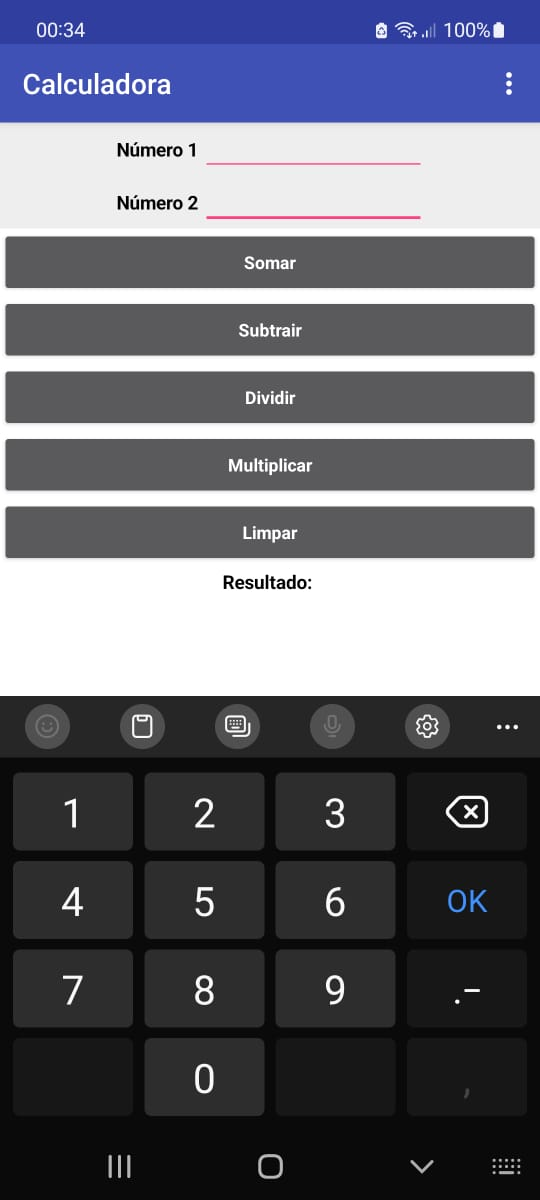 00:34 100%
Calculadora
Número 1
Número 2
Somar
Subtrair
Dividir
Multiplicar
Limpar
Resultado:
1 2 3
4 5 6 OK
7 8 9 .-
0 ,